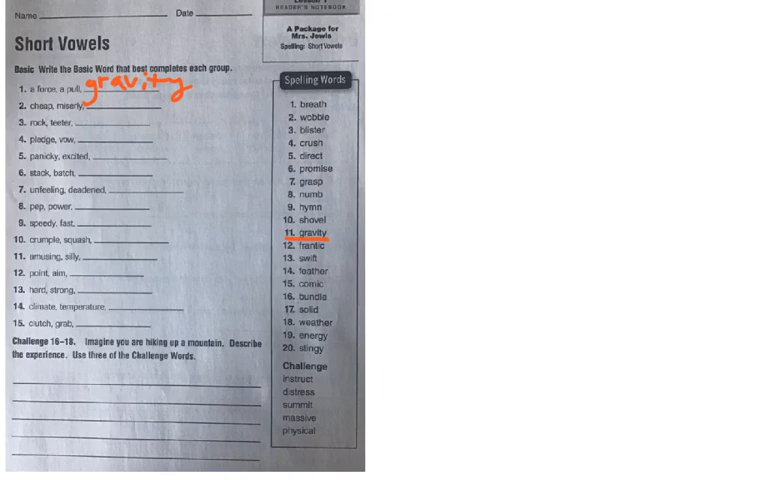 Name
Date
READER'S NOTEBOOK
A Package for
Mrs. Jewls
Spelling: Short Vowels
Short Vowels
Basic Write the Basic Word that best completes each group.
1. a force, a pull, gravity
2. cheap, miserly,
3. rock, teeter,
4. pledge, vow,
5. panicky, excited,
6. stack, batch,
7. unfeeling, deadened,
8. pep, power,
9. speedy, fast,
10. crumple, squash,
11. amusing, silly,
12. point, aim,
13. hard, strong,
14. climate, temperature
15. clutch, grab,
Challenge 16–18. Imagine you are hiking up a mountain. Describe
the experience. Use three of the Challenge Words.
Spelling Words
1. breath
2. wobble
3. blister
4. crush
5. direct
6. promise
7. grasp
8. numb
9. hymn
10. shovel
11. gravity
12. frantic
13. swift
14. feather
15. comic
16. bundle
17. solid
18. weather
19. energy
20. stingy
Challenge
instruct
distress
summit
massive
physical